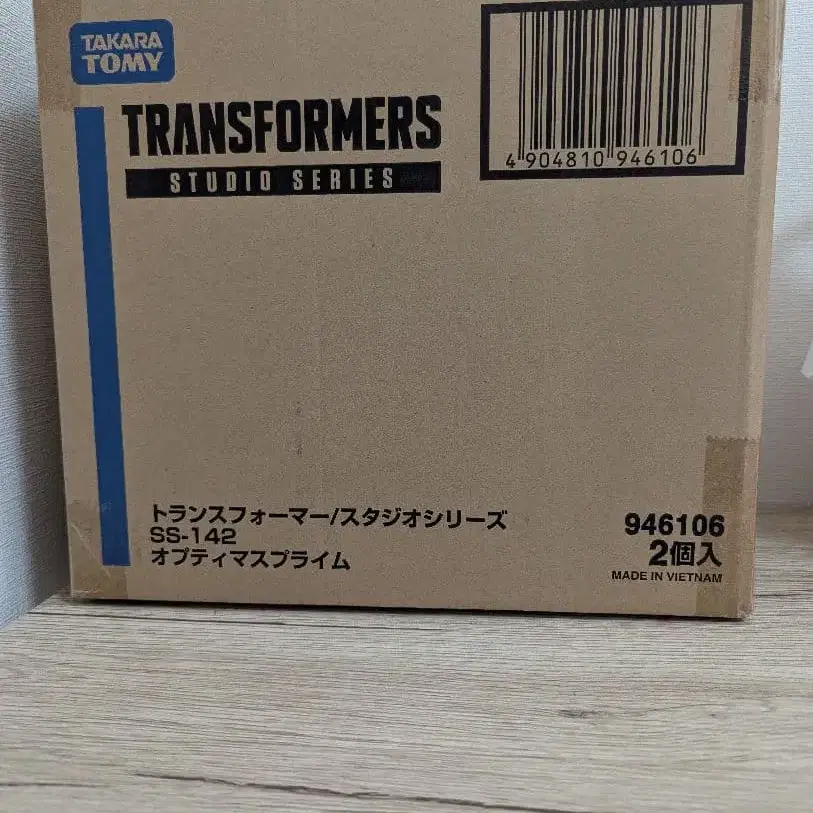 TAKARA
TOMY
TRANSFORMERS
STUDIO SERIES
4 904810 946106
トランスフォーマー/スタジオシリーズ
SS-142
オプティマスプライム
946106
2個入
MADE IN VIETNAM